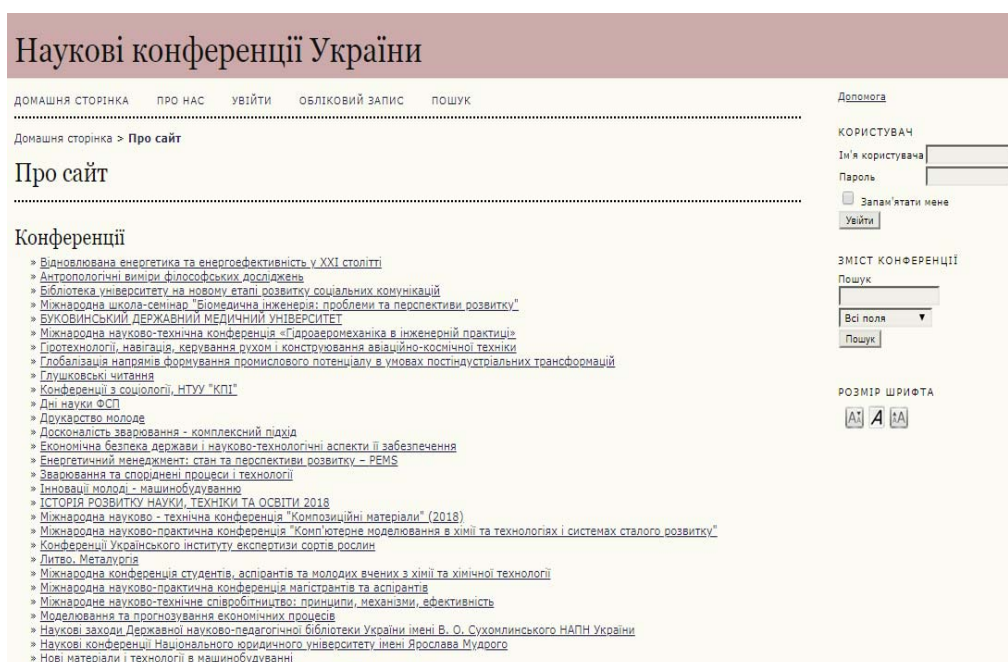 Наукові конференції України
ДОМАШНЯ СТОРІНКА ПРО НАС УВІЙТИ ОБЛІКОВИЙ ЗАПИС ПОШУК
Домашня сторінка > Про сайт
Про сайт
Конференції
» Відновлювана енергетика та енергоефективність у XXI столітті
» Антропологічні виміри філософських досліджень
» Бібліотека університету на новому етапі розвитку соціальних комунікацій
» Міжнародна школа-семінар "Біомедична інженерія: проблеми та перспективи розвитку"
» БУКОВИНСЬКИЙ ДЕРЖАВНИЙ МЕДИЧНИЙ УНІВЕРСИТЕТ
» Міжнародна науково-технічна конференція «Гідроаеромеханіка в інженерній практиці»
» Гіротехнології, навігація, керування рухом і конструювання авіаційно-космічної техніки
» Глобалізація напрямів формування промислового потенціалу в умовах постіндустріальних трансформацій
» Глушковські читання
» Конференції з соціології, НТУУ "КПІ"
» Дні науки ФСП
» Друкарство молоде
» Досконалість зварювання - комплексний підхід
» Економічна безпека держави і науково-технологічні аспекти її забезпечення
» Енергетичний менеджмент: стан та перспективи розвитку – PEMS
» Зварювання та споріднені процеси і технології
» Інновації молоді - машинобудуванню
» ІСТОРІЯ РОЗВИТКУ НАУКИ, ТЕХНІКИ ТА ОСВІТИ 2018
» Міжнародна науково - технічна конференція "Композиційні матеріали" (2018)
» Міжнародна науково-практична конференція "Комп'ютерне моделювання в хімії та технологіях і системах сталого розвитку"
» Конференції Українського інституту експертизи сортів рослин
» Литво. Металургія
» Міжнародна конференція студентів, аспірантів та молодих вчених з хімії та хімічної технології
» Міжнародна науково-практична конференція магістрантів та аспірантів
» Міжнародне науково-технічне співробітництво: принципи, механізми, ефективність
» Моделювання та прогнозування економічних процесів
» Наукові заходи Державної науково-педагогічної бібліотеки України імені В. О. Сухомлинського НАПН України
» Наукові конференції Національного юридичного університету імені Ярослава Мудрого
» Нові матеріали і технології в машинобудуванні
Допомога
КОРИСТУВАЧ
Ім'я користувача
Пароль
Запам'ятати мене
Увійти
ЗМІСТ КОНФЕРЕНЦІЇ
Пошук
Всі поля
Пошук
РОЗМІР ШРИФТА
A A A